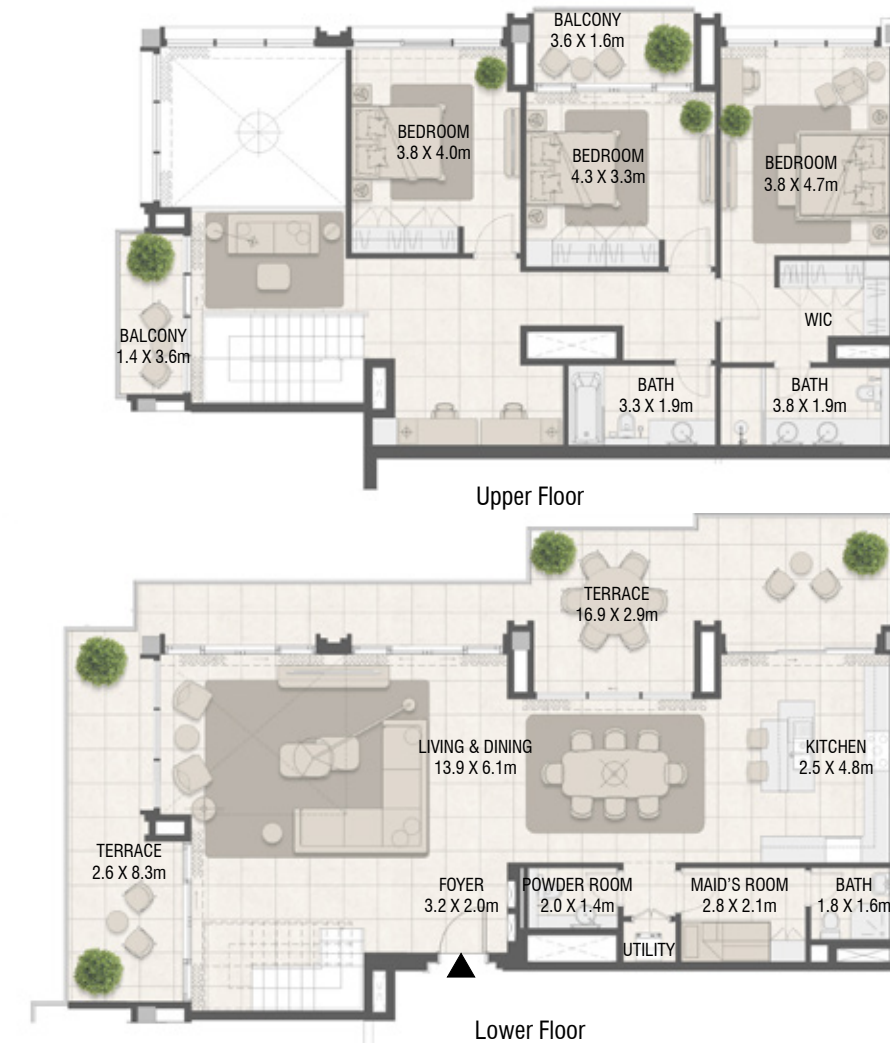 BALCONY
3.6 X 1.6m
BEDROOM
3.8 X 4.0m
BEDROOM
4.3 X 3.3m
BEDROOM
3.8 X 4.7m
BALCONY
1.4 X 3.6m
WIC
BATH
3.3 X 1.9m
BATH
3.8 X 1.9m
Upper Floor
TERRACE
16.9 X 2.9m
LIVING & DINING
13.9 X 6.1m
KITCHEN
2.5 X 4.8m
TERRACE
2.6 X 8.3m
FOYER
3.2 X 2.0m
POWDER ROOM
2.0 X 1.4m
MAID'S ROOM
2.8 X 2.1m
BATH
1.8 X 1.6m
UTILITY
Lower Floor